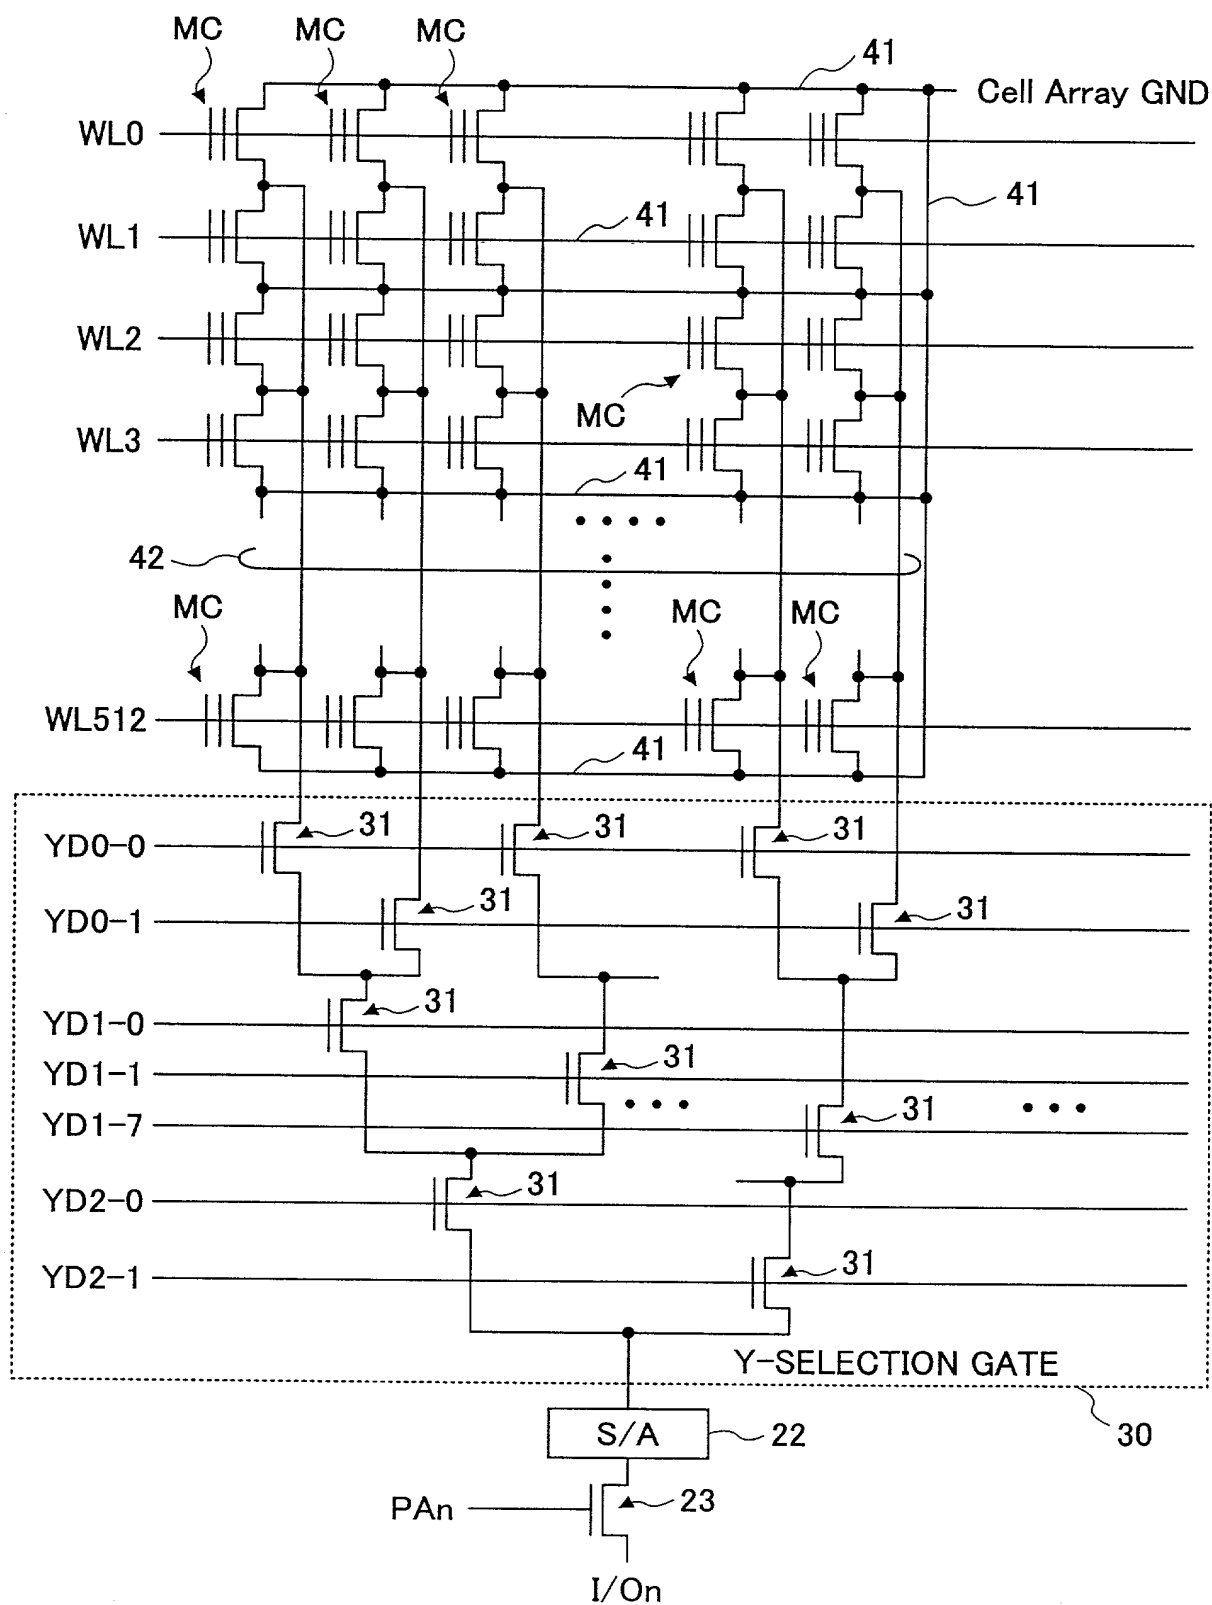 MC MC MC
41
Cell Array GND
WL0
41
41
WL1
WL2
MC
WL3
41
42
MC MC MC
WL512
41
31 31 31
YD0-0
31 31
YD0-1
31
YD1-0
31
YD1-1
31
YD1-7
31
YD2-0
31
YD2-1
Y-SELECTION GATE
S/A 22 30
PAn 23
I/On